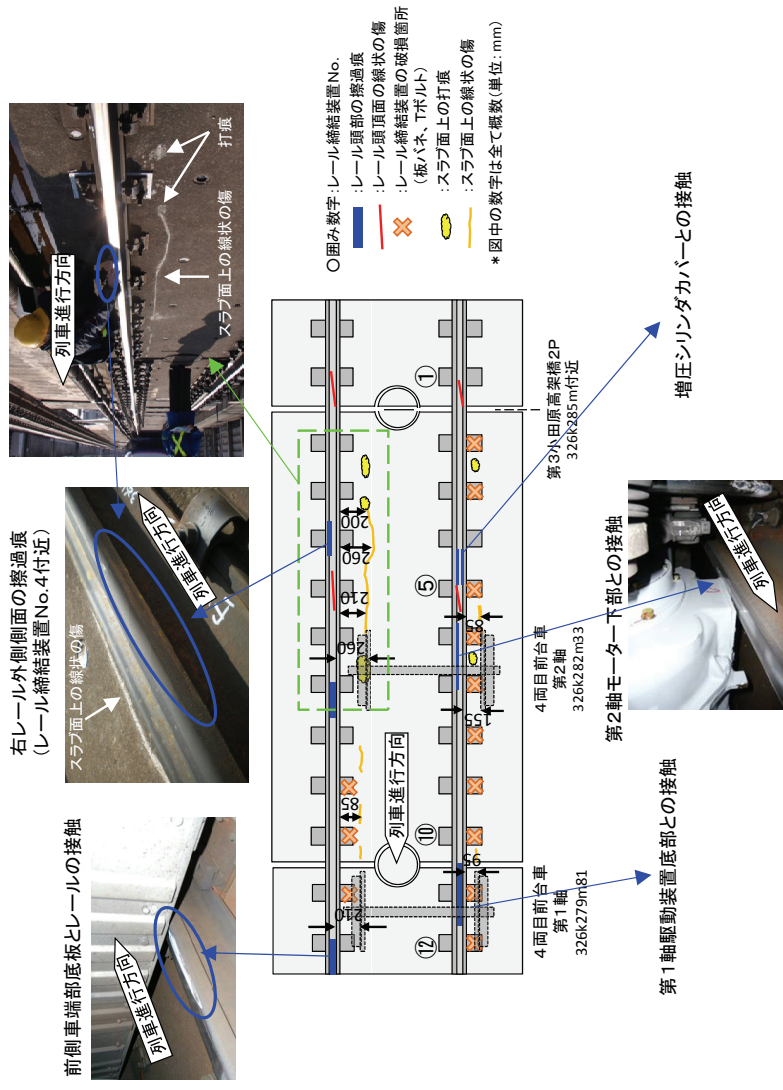 前側車端部底板とレールの接触
列車進行方向
右レール外側側面の擦過痕
(レール締結装置No.4付近)
スラブ面上の線状の傷
列車進行方向
列車進行方向
スラブ面上の線状の傷
打痕
○囲み数字:レール締結装置No.
:レール頭部の擦過痕
:レール頭頂面の線状の傷
:レール締結装置の破損箇所
(板バネ、Tボルト)
:スラブ面上の打痕
:スラブ面上の線状の傷
*図中の数字は全て概数(単位:mm)
210
85
260
210
260
200
列車進行方向
95
155
85
⑫
⑩
⑤
①
4両目前台車
第1軸
326k279m81
4両目前台車
第2軸
326k282m33
第3小田原高架橋2P
326k285m付近
第1軸駆動装置底部との接触
第2軸モーター下部との接触
列車進行方向
増圧シリンダカバーとの接触